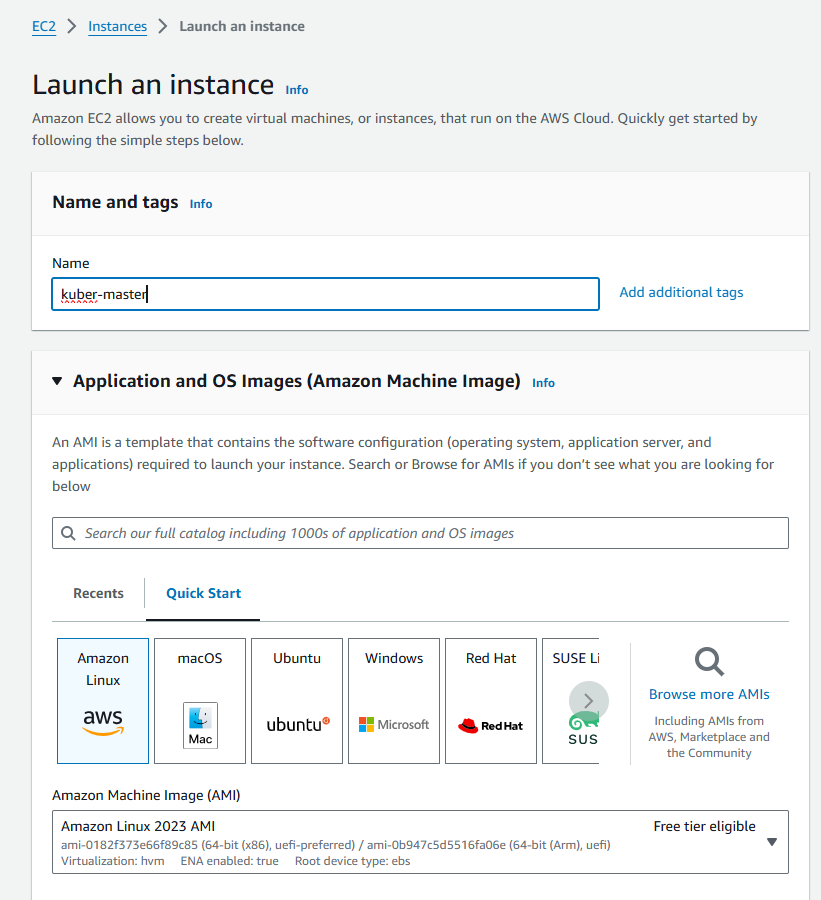 EC2 > Instances > Launch an instance
Launch an instance Info
Amazon EC2 allows you to create virtual machines, or instances, that run on the AWS Cloud. Quickly get started by
following the simple steps below.
Name and tags Info
Name
kuber-master
Add additional tags
Application and OS Images (Amazon Machine Image) Info
An AMI is a template that contains the software configuration (operating system, application server, and
applications) required to launch your instance. Search or Browse for AMIs if you don't see what you are looking for
below
Search our full catalog including 1000s of application and OS images
Recents
Quick Start
Amazon
Linux
aws
macOS
Mac
Ubuntu
ubuntu
Windows
Microsoft
Red Hat
Red Hat
SUSE Li
SUS
Browse more AMIs
Including AMIs from
AWS, Marketplace and
the Community
Amazon Machine Image (AMI)
Amazon Linux 2023 AMI
Free tier eligible
ami-0182f373e66f89c85 (64-bit (x86), uefi-preferred) / ami-0b947c5d5516fa06e (64-bit (Arm), uefi)
Virtualization: hvm ENA enabled: true Root device type: ebs